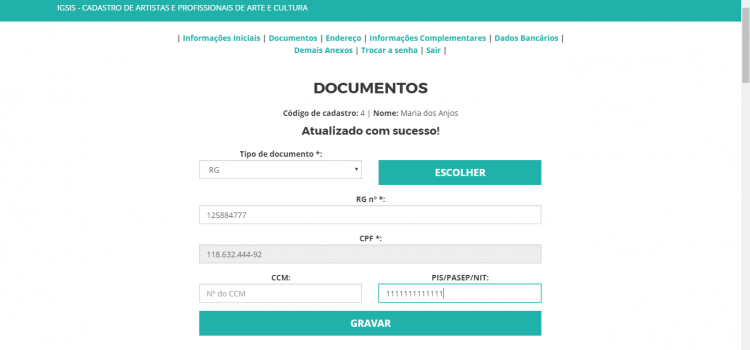 IGSIS - CADASTRO DE ARTISTAS E PROFISSIONAIS DE ARTE E CULTURA
| Informações Iniciais | Documentos | Endereço | Informações Complementares | Dados Bancários |
Demais Anexos | Trocar a senha | Sair |
DOCUMENTOS
Código de cadastro: 4 | Nome: Maria dos Anjos
Atualizado com sucesso!
Tipo de documento *:
RG
ESCOLHER
RG nº *:
125884777
CPF *:
118.632.444-92
CCM: PIS/PASEP/NIT:
Nº do CCM 1111111111111
GRAVAR